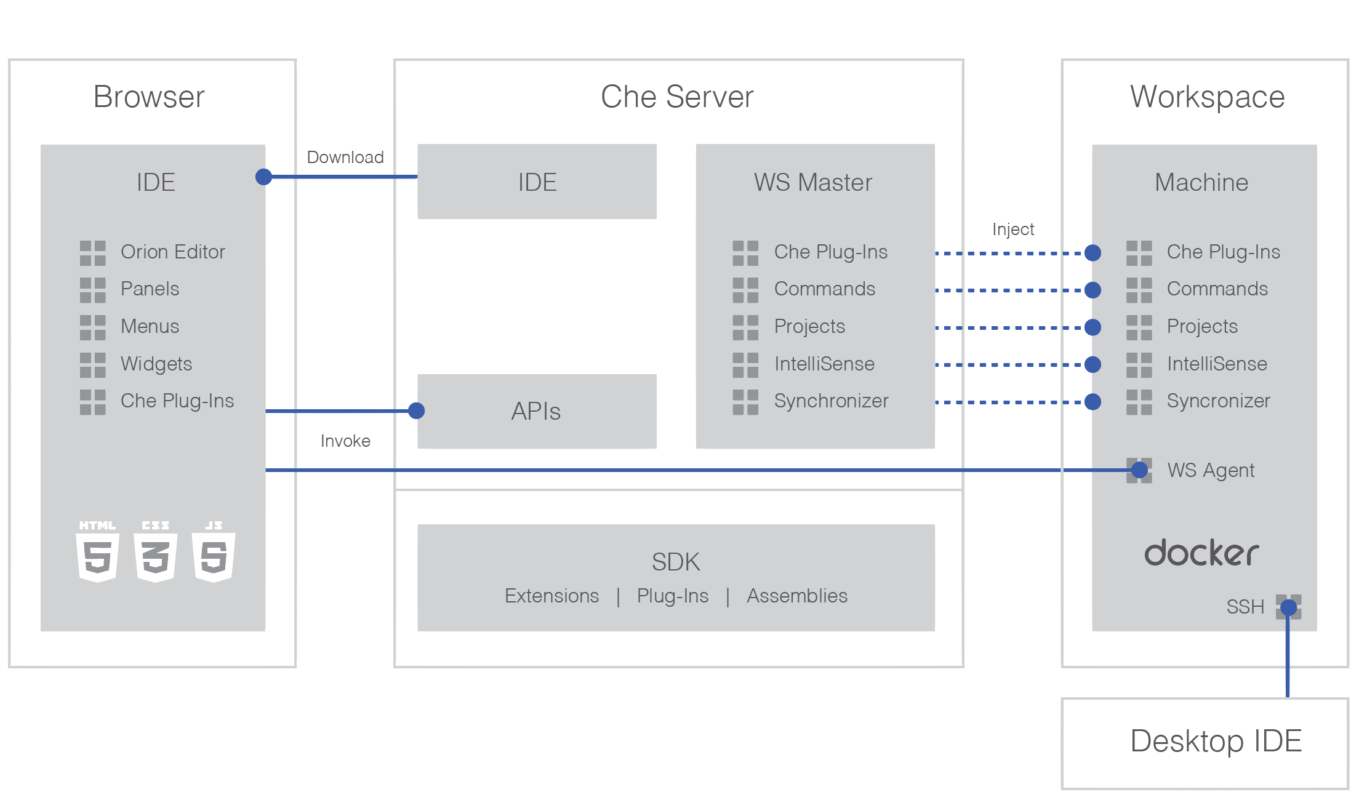 Browser
IDE
Orion Editor
Panels
Menus
Widgets
Che Plug-Ins
HTML CSS JS
5 3 5
Download
Invoke
Che Server
IDE
APIs
WS Master
Che Plug-Ins
Commands
Projects
IntelliSense
Synchronizer
SDK
Extensions | Plug-Ins | Assemblies
Inject
Workspace
Machine
Che Plug-Ins
Commands
Projects
IntelliSense
Syncronizer
WS Agent
docker
SSH
Desktop IDE